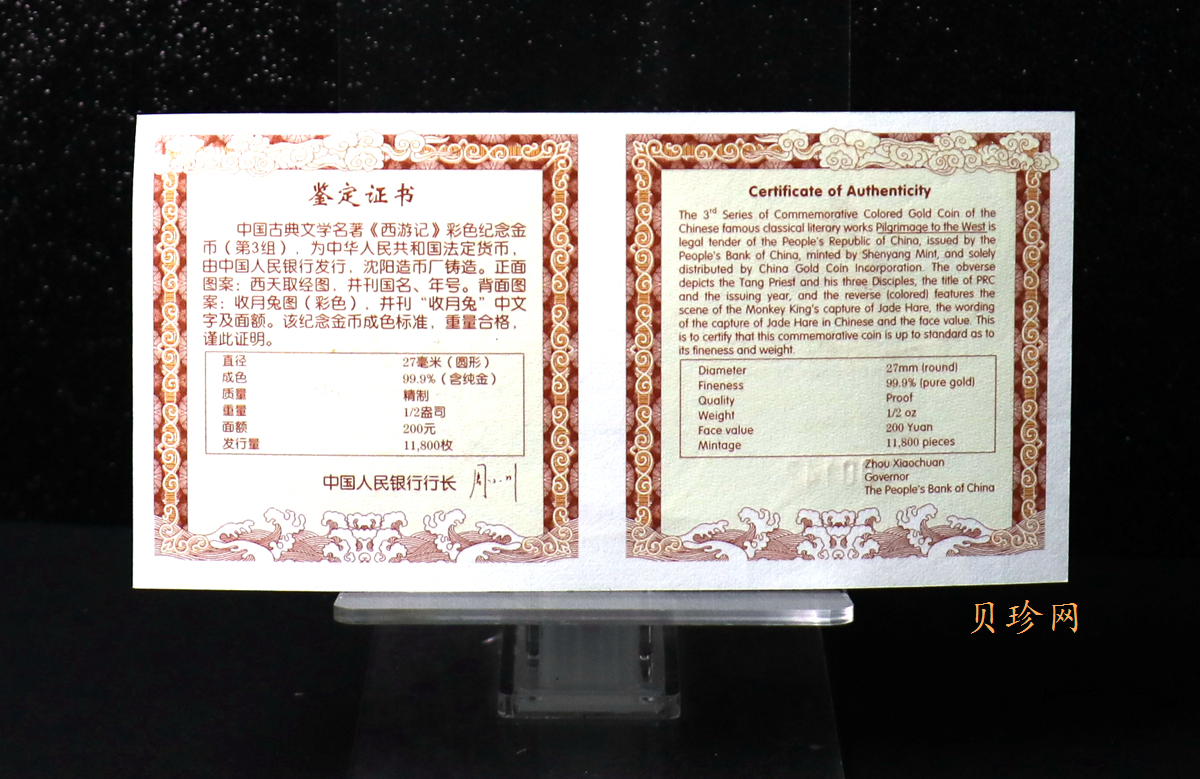 鉴定证书
中国古典文学名著《西游记》彩色纪念金
币（第3组），为中华人民共和国法定货币，
由中国人民银行发行，沈阳造币厂铸造。正面
图案：西天取经图，并刊国名、年号。背面图
案：收月兔图（彩色），并刊“收月兔”中文
字及面额。该纪念金币成色标准，重量合格，
谨此证明。
直径 27毫米（圆形）
成色 99.9%（含纯金）
质量 精制
重量 1/2盎司
面额 200元
发行量 11,800枚
中国人民银行行长 周小川
Certificate of Authenticity
The 3rd Series of Commemorative Colored Gold Coin of the
Chinese famous classical literary works Pilgrimage to the West is
legal tender of the People's Republic of China, issued by the
People's Bank of China, minted by Shenyang Mint, and solely
distributed by China Gold Coin Incorporation. The obverse
depicts the Tang Priest and his three Disciples, the title of PRC
and the issuing year, and the reverse (colored) features the
scene of the Monkey King's capture of Jade Hare, the wording
of the capture of Jade Hare in Chinese and the face value. This
is to certify that this commemorative coin is up to standard as to
its fineness and weight.
Diameter 27mm (round)
Fineness 99.9% (pure gold)
Quality Proof
Weight 1/2 oz
Face value 200 Yuan
Mintage 11,800 pieces
Zhou Xiaochuan
Governor
The People's Bank of China
贝珍网